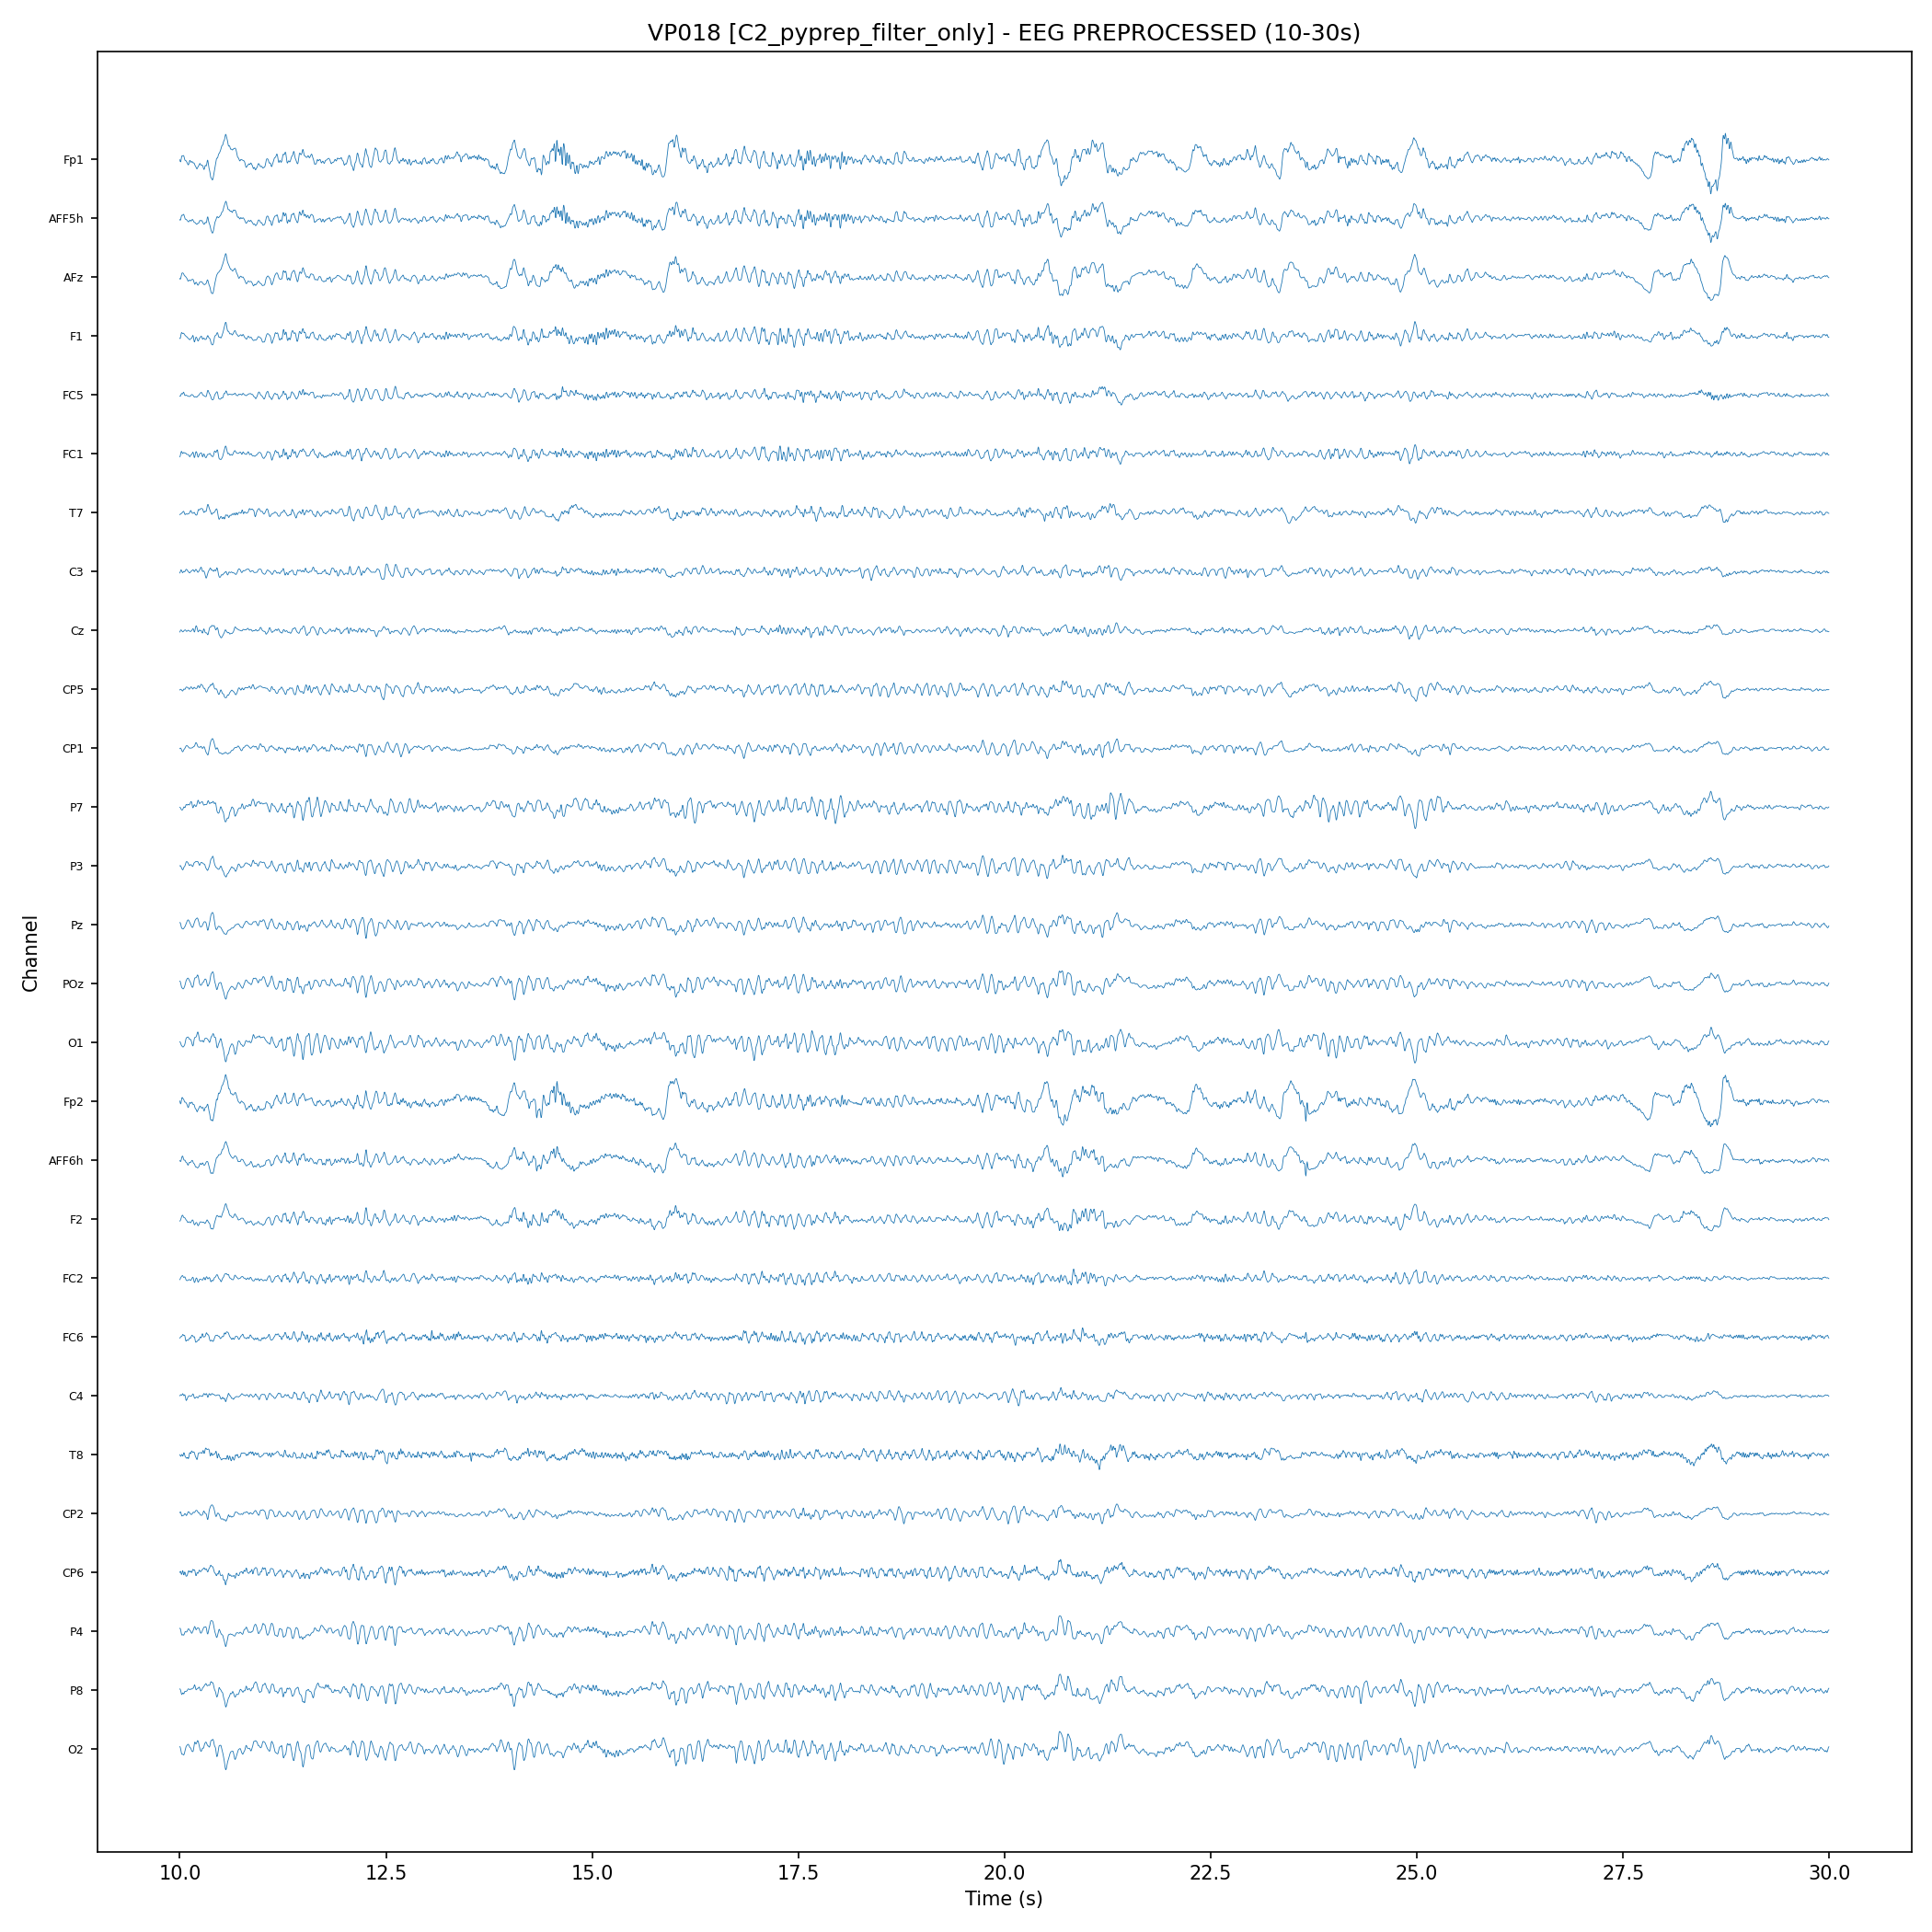 VP018 [C2_pyprep_filter_only] - EEG PREPROCESSED (10-30s)
Fp1
AFF5h
AFz
F1
FC5
FC1
T7
C3
Cz
CP5
CP1
P7
P3
Pz
POz
O1
Fp2
AFF6h
F2
FC2
FC6
C4
T8
CP2
CP6
P4
P8
O2
Channel
10.0 12.5 15.0 17.5 20.0 22.5 25.0 27.5 30.0
Time (s)